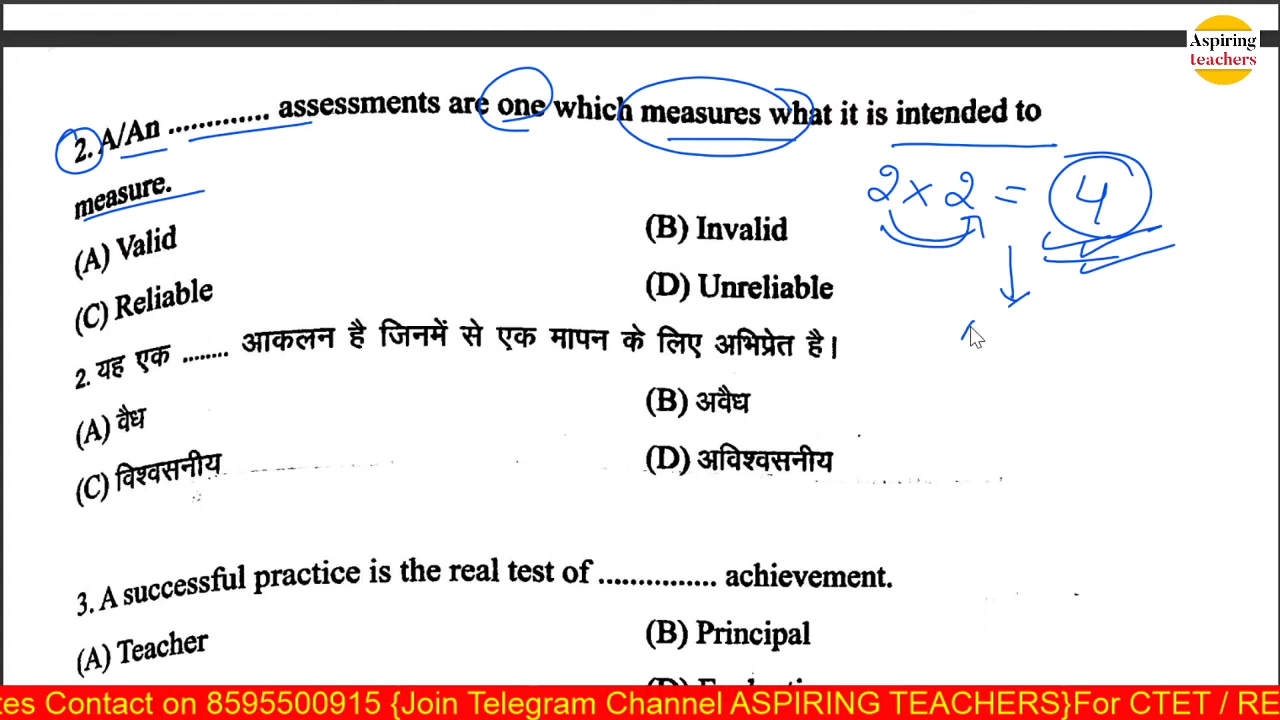 Aspiring
teachers
2. A/An ............. assessments are one which measures what it is intended to
measure.
2 × 2 = 4
(A) Valid (B) Invalid
(C) Reliable (D) Unreliable
2. यह एक ........ आकलन है जिनमें से एक मापन के लिए अभिप्रेत है।
(A) वैध (B) अवैध
(C) विश्वसनीय (D) अविश्वसनीय
3. A successful practice is the real test of ............... achievement.
(A) Teacher (B) Principal
tes Contact on 8595500915 {Join Telegram Channel ASPIRING TEACHERS}For CTET / RE